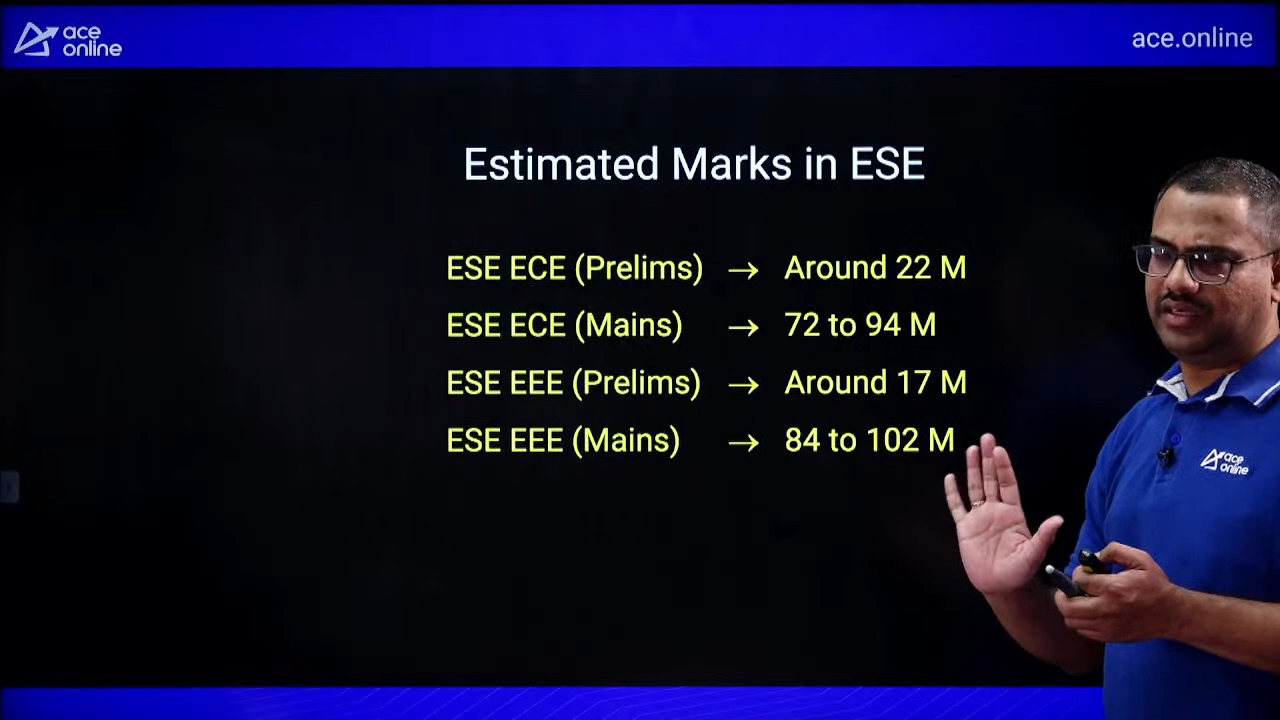 ace
online
ace.online
Estimated Marks in ESE
ESE ECE (Prelims) → Around 22 M
ESE ECE (Mains) → 72 to 94 M
ESE EEE (Prelims) → Around 17 M
ESE EEE (Mains) → 84 to 102 M
ace
online